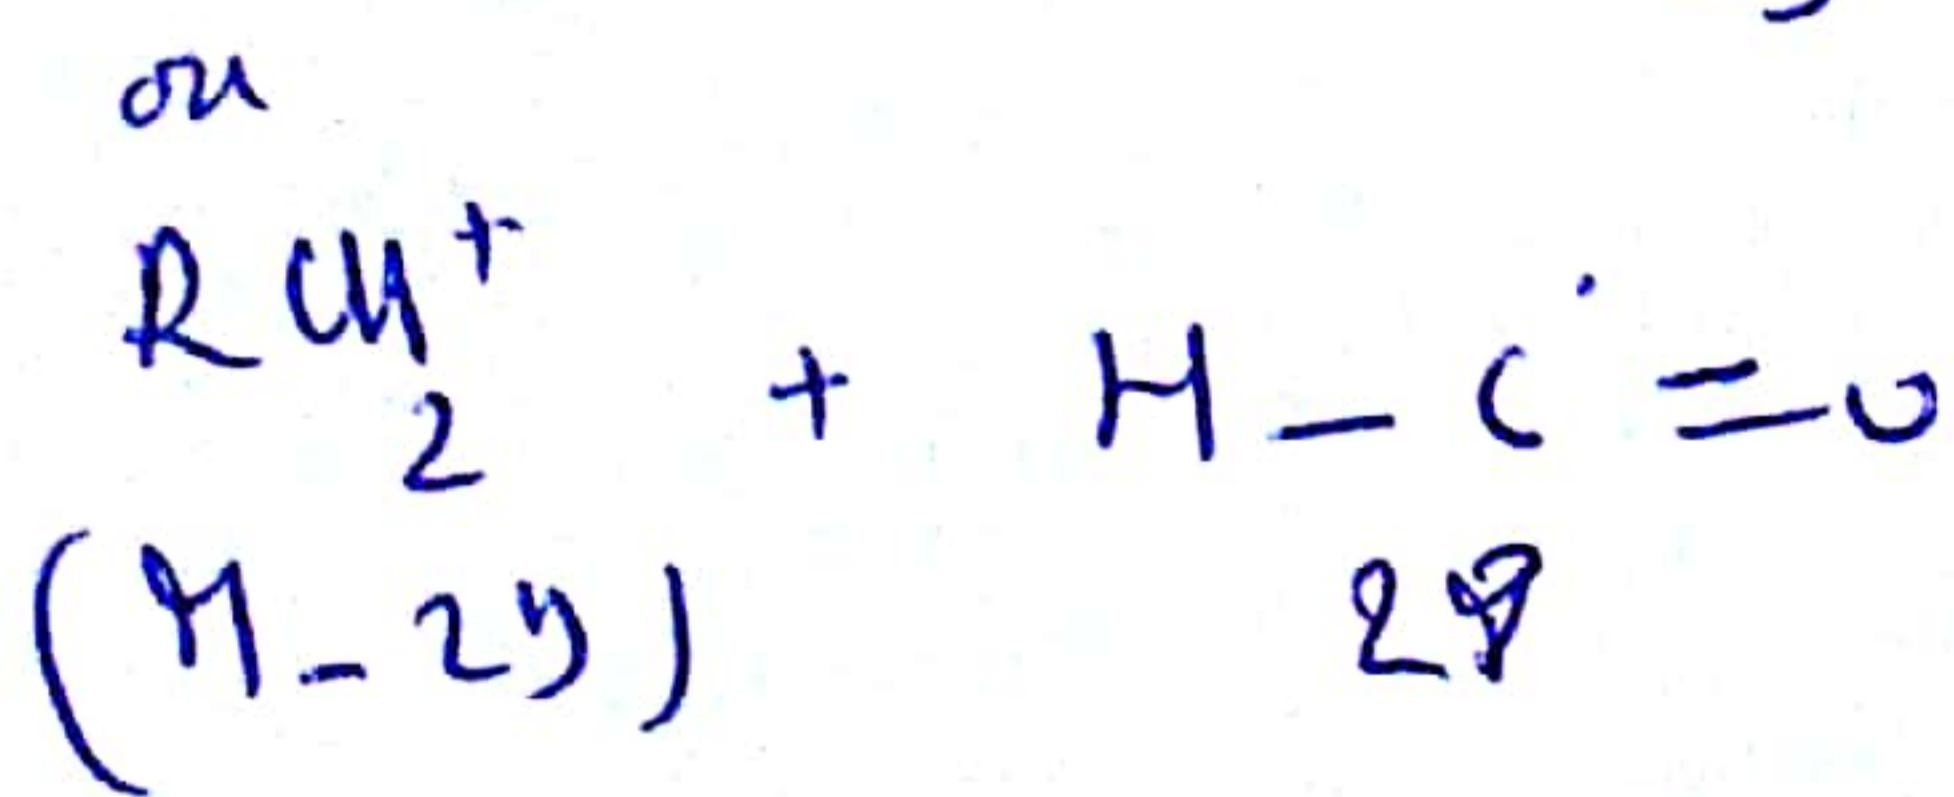 ou
RCH₂⁺ + H – C˙ = O
(M - 29) 29